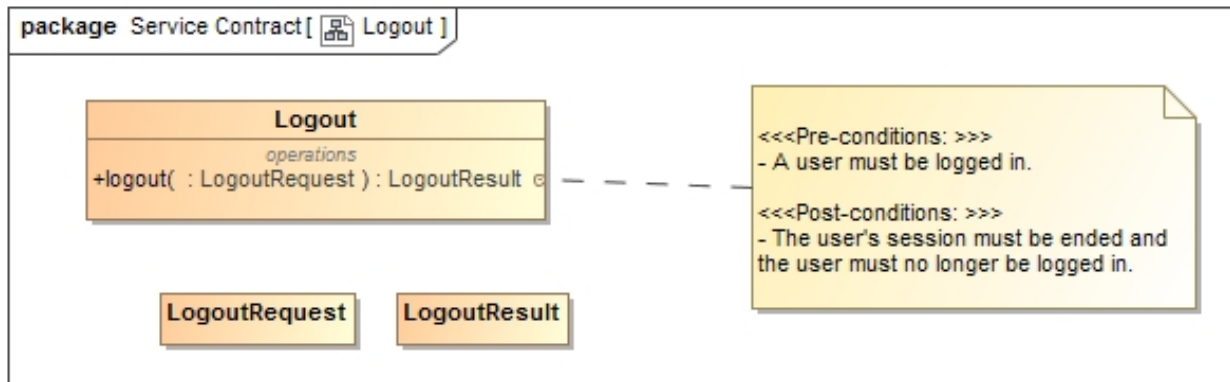 package Service Contract[ Logout ]
Logout
operations
+logout( : LogoutRequest ) : LogoutResult
<<<Pre-conditions: >>>
- A user must be logged in.
<<<Post-conditions: >>>
- The user's session must be ended and
the user must no longer be logged in.
LogoutRequest
LogoutResult